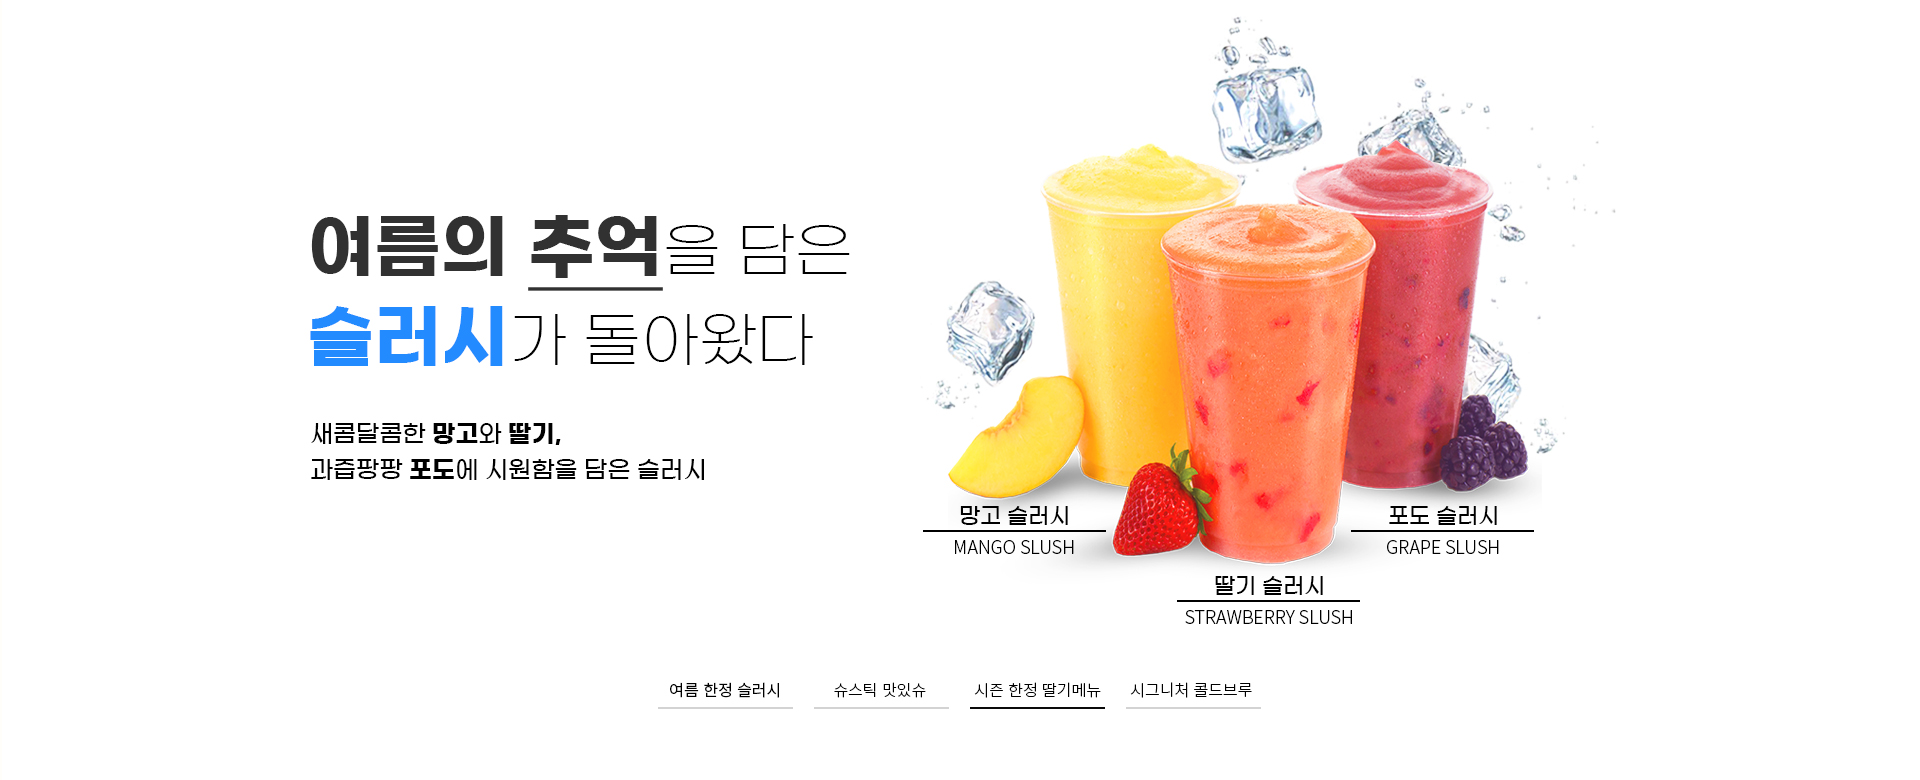 여름의 추억을 담은
슬러시가 돌아왔다
새콤달콤한 망고와 딸기,
과즙팡팡 포도에 시원함을 담은 슬러시
망고 슬러시
MANGO SLUSH
포도 슬러시
GRAPE SLUSH
딸기 슬러시
STRAWBERRY SLUSH
여름 한정 슬러시
슈스틱 맛있슈
시즌 한정 딸기메뉴
시그니처 콜드브루